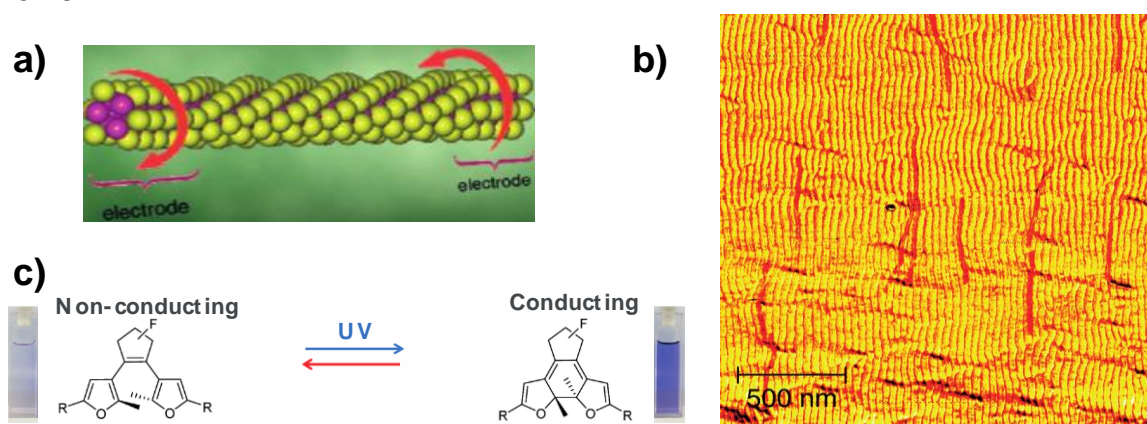 a)
electrode
electrode
b)
500 nm
c)
Non-conducting
UV
Conducting
F
O
O
R
R
F
O
O
R
R